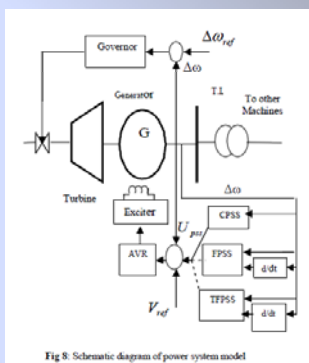 Governor
Δω_ref
Δω
Generator
T.L
To other
Machines
G
Turbine
Exciter
Δω
U_pss
CPSS
AVR
FPSS
d/dt
V_ref
TFPSS
d/dt
Fig 8: Schematic diagram of power system model